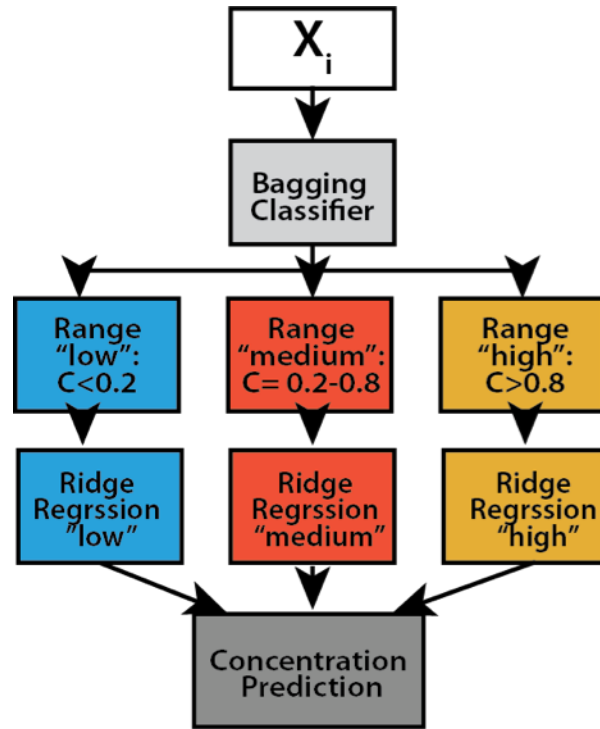 Xi
Bagging
Classifier
Range
“low”:
C<0.2
Range
“medium”:
C= 0.2-0.8
Range
“high”:
C>0.8
Ridge
Regrssion
”low”
Ridge
Regrssion
“medium”
Ridge
Regrssion
“high”
Concentration
Prediction